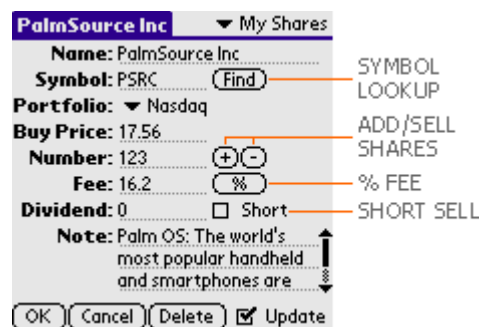 PalmSource Inc My Shares
Name: PalmSource Inc
Symbol: PSRC Find
SYMBOL LOOKUP
Portfolio: Nasdaq
Buy Price: 17.56
Number: 123 + -
ADD/SELL SHARES
Fee: 16.2 %
% FEE
Dividend: 0 Short
SHORT SELL
Note: Palm OS: The world's
most popular handheld
and smartphones are
OK Cancel Delete Update